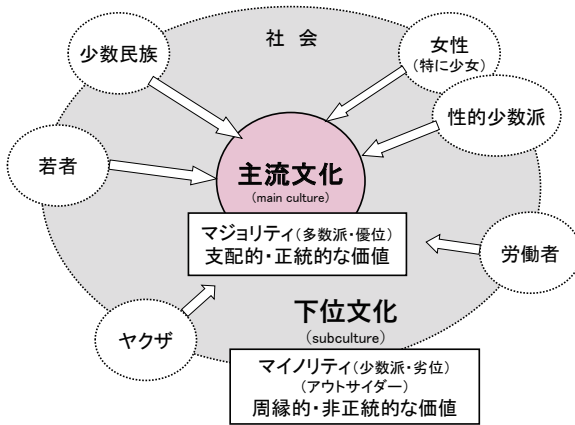 社 会
少数民族
女性
(特に少女)
性的少数派
若者
主流文化
(main culture)
マジョリティ(多数派・優位)
支配的・正統的な価値
労働者
ヤクザ
下位文化
(subculture)
マイノリティ(少数派・劣位)
(アウトサイダー)
周縁的・非正統的な価値